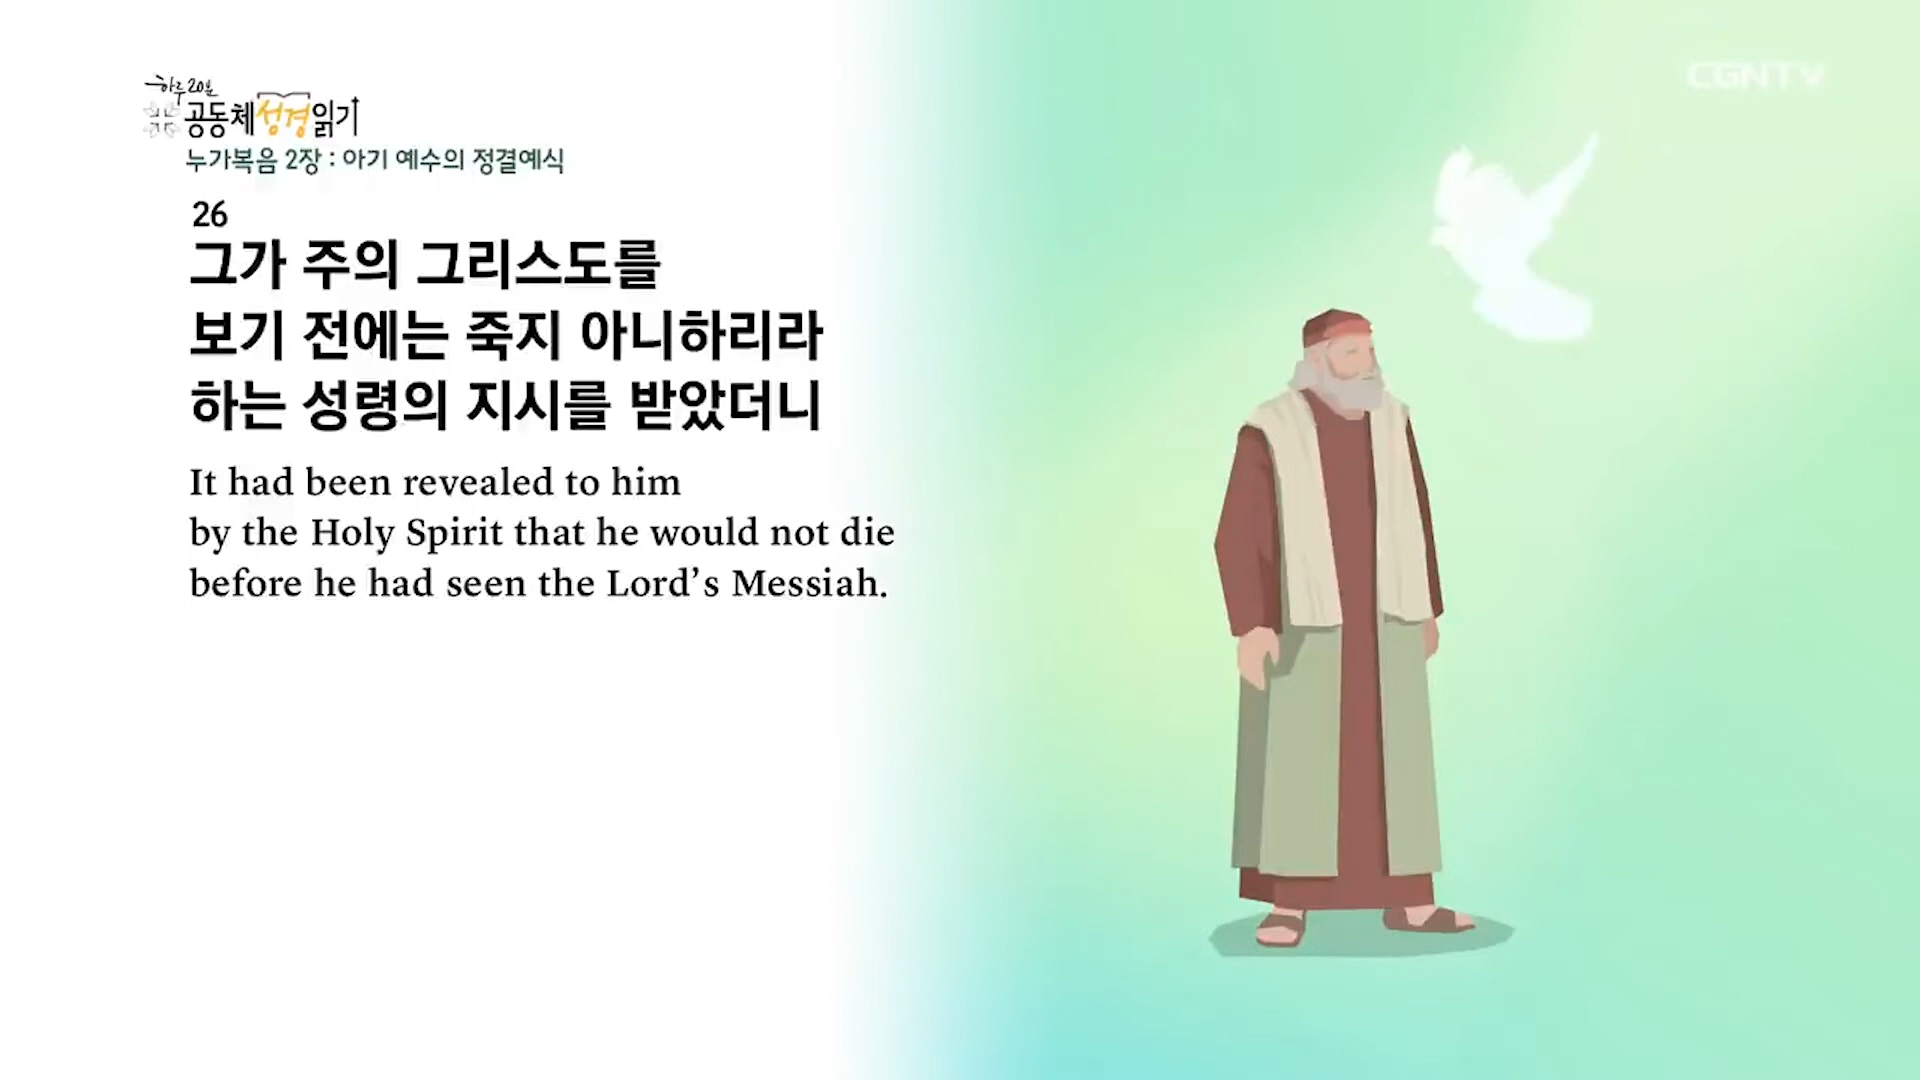 하루 20분
공동체성경읽기
CGNTV
누가복음 2장 : 아기 예수의 정결예식
26
그가 주의 그리스도를
보기 전에는 죽지 아니하리라
하는 성령의 지시를 받았더니
It had been revealed to him
by the Holy Spirit that he would not die
before he had seen the Lord’s Messiah.